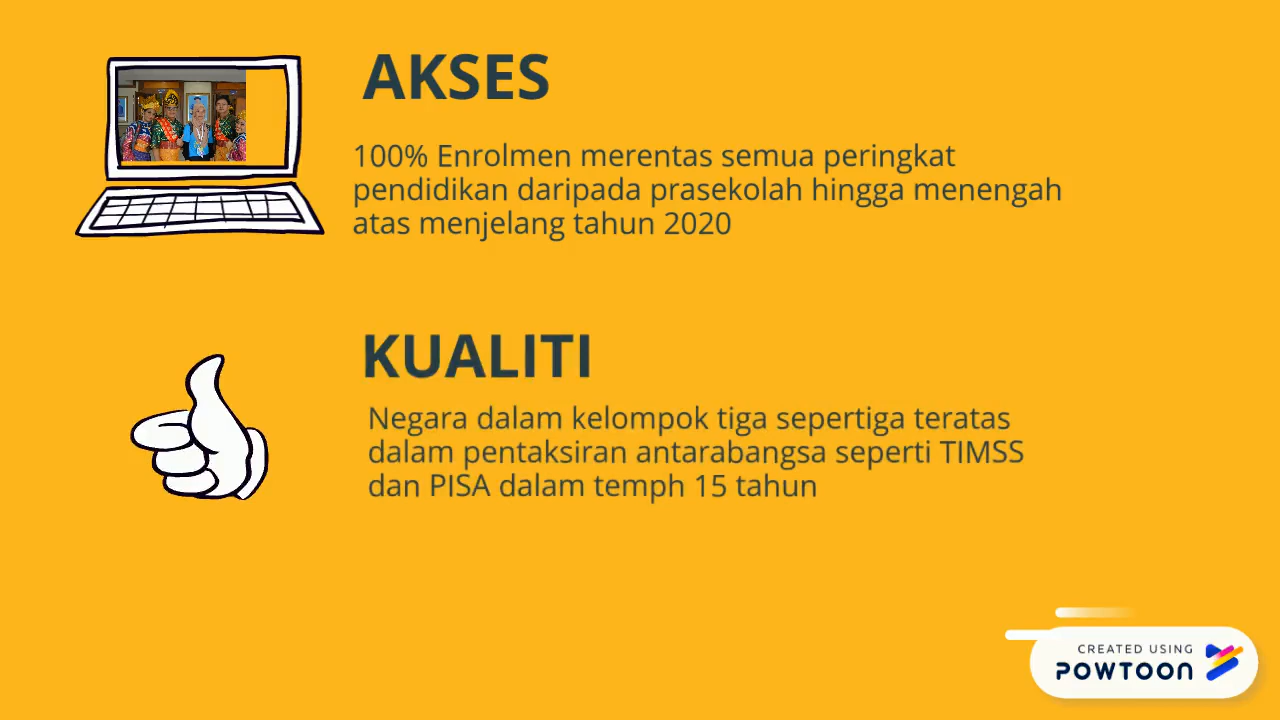 AKSES
100% Enrolmen merentas semua peringkat
pendidikan daripada prasekolah hingga menengah
atas menjelang tahun 2020
KUALITI
Negara dalam kelompok tiga sepertiga teratas
dalam pentaksiran antarabangsa seperti TIMSS
dan PISA dalam temph 15 tahun
CREATED USING
POWTOON